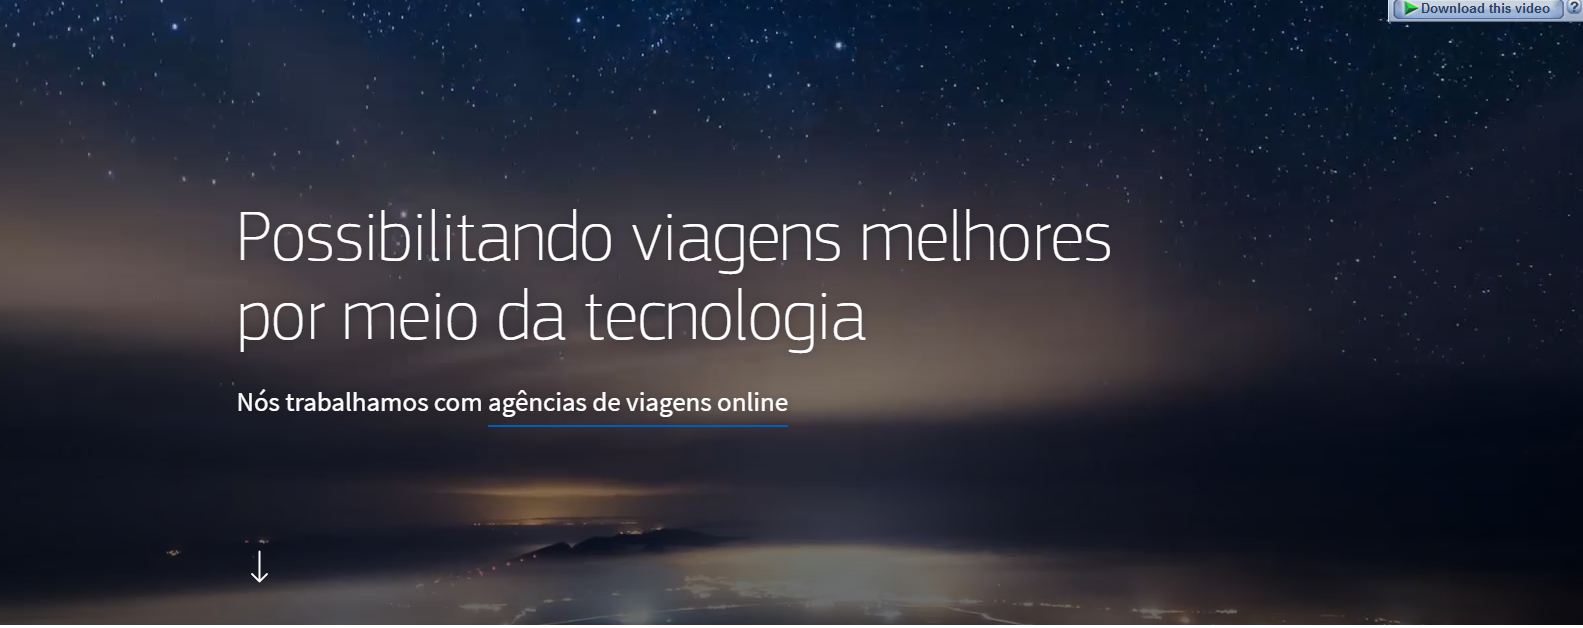 Download this video ?
Possibilitando viagens melhores
por meio da tecnologia
Nós trabalhamos com agências de viagens online